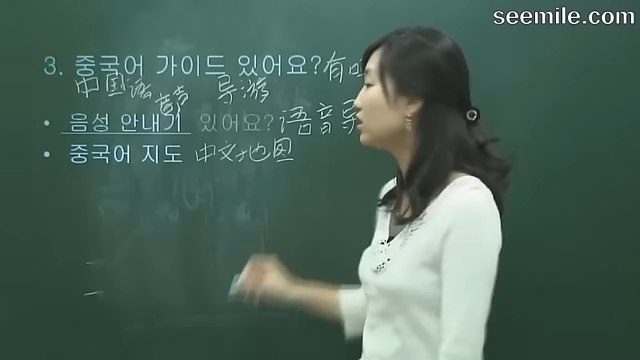 seemile.com
3. 중국어 가이드 있어요? 有
中国语 导游
音声
• 음성 안내기 있어요? 语音导
• 중국어 지도 中文地图